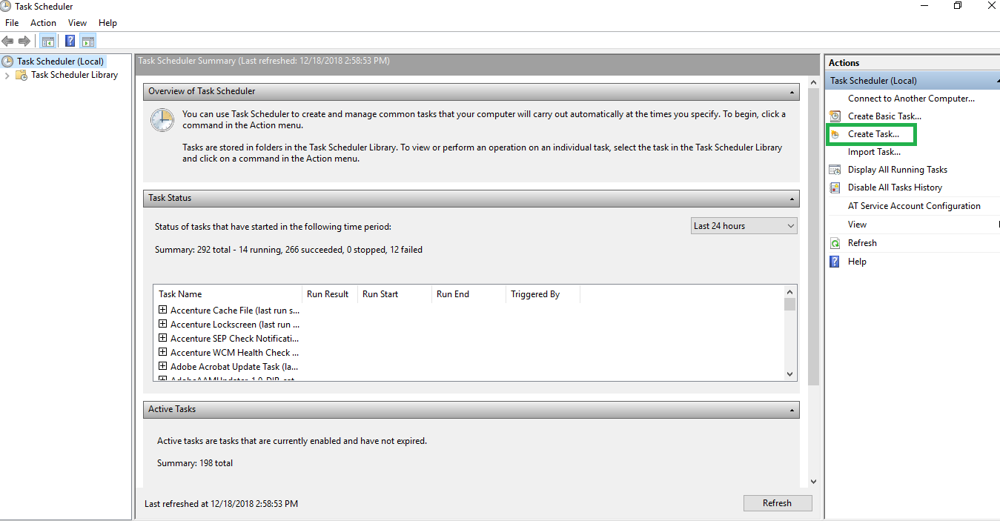 Task Scheduler
File Action View Help
Task Scheduler (Local)
Task Scheduler Library
Task Scheduler Summary (Last refreshed: 12/18/2018 2:58:53 PM)
Overview of Task Scheduler
You can use Task Scheduler to create and manage common tasks that your computer will carry out automatically at the times you specify. To begin, click a
command in the Action menu.
Tasks are stored in folders in the Task Scheduler Library. To view or perform an operation on an individual task, select the task in the Task Scheduler Library
and click on a command in the Action menu.
Task Status
Status of tasks that have started in the following time period:
Last 24 hours
Summary: 292 total - 14 running, 266 succeeded, 0 stopped, 12 failed
Task Name Run Result Run Start Run End Triggered By
Accenture Cache File (last run s...
Accenture Lockscreen (last run ...
Accenture SEP Check Notificati...
Accenture WCM Health Check ...
Adobe Acrobat Update Task (la...
Active Tasks
Active tasks are tasks that are currently enabled and have not expired.
Summary: 198 total
Last refreshed at 12/18/2018 2:58:53 PM
Refresh
Actions
Task Scheduler (Local)
Connect to Another Computer...
Create Basic Task...
Create Task...
Import Task...
Display All Running Tasks
Disable All Tasks History
AT Service Account Configuration
View
Refresh
Help